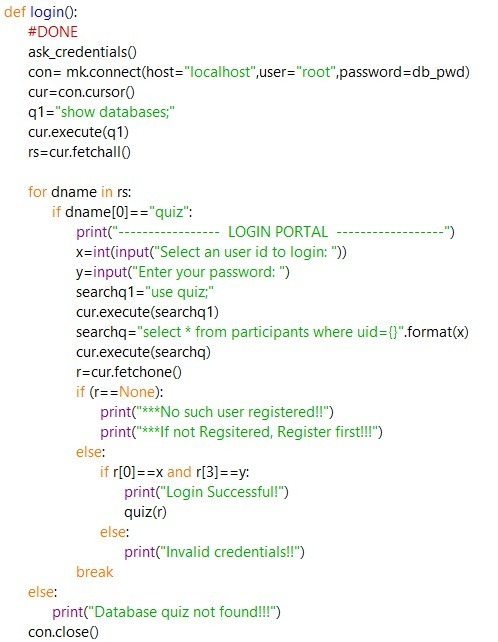 def login():
    #DONE
    ask_credentials()
    con= mk.connect(host="localhost",user="root",password=db_pwd)
    cur=con.cursor()
    q1="show databases;"
    cur.execute(q1)
    rs=cur.fetchall()

    for dname in rs:
        if dname[0]=="quiz":
            print("----------------- LOGIN PORTAL ------------------")
            x=int(input("Select an user id to login: "))
            y=input("Enter your password: ")
            searchq1="use quiz;"
            cur.execute(searchq1)
            searchq="select * from participants where uid={}".format(x)
            cur.execute(searchq)
            r=cur.fetchone()
            if (r==None):
                print("***No such user registered!!")
                print("***If not Regsitered, Register first!!!")
            else:
                if r[0]==x and r[3]==y:
                    print("Login Successful!")
                    quiz(r)
                else:
                    print("Invalid credentials!!")
            break
    else:
        print("Database quiz not found!!!")
    con.close()